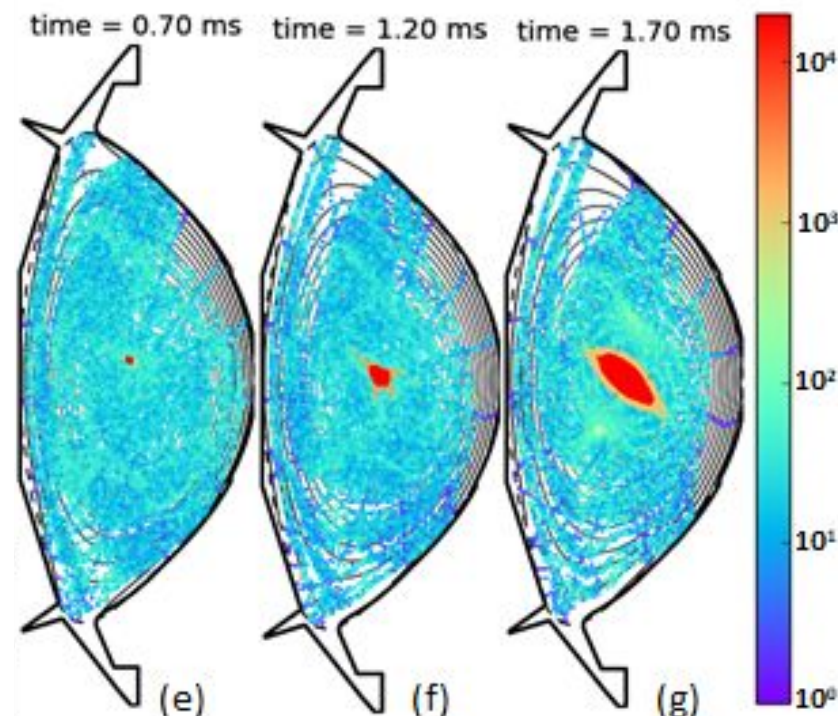 time = 0.70 ms time = 1.20 ms time = 1.70 ms
10⁴
10³
10²
10¹
10⁰
(e) (f) (g)